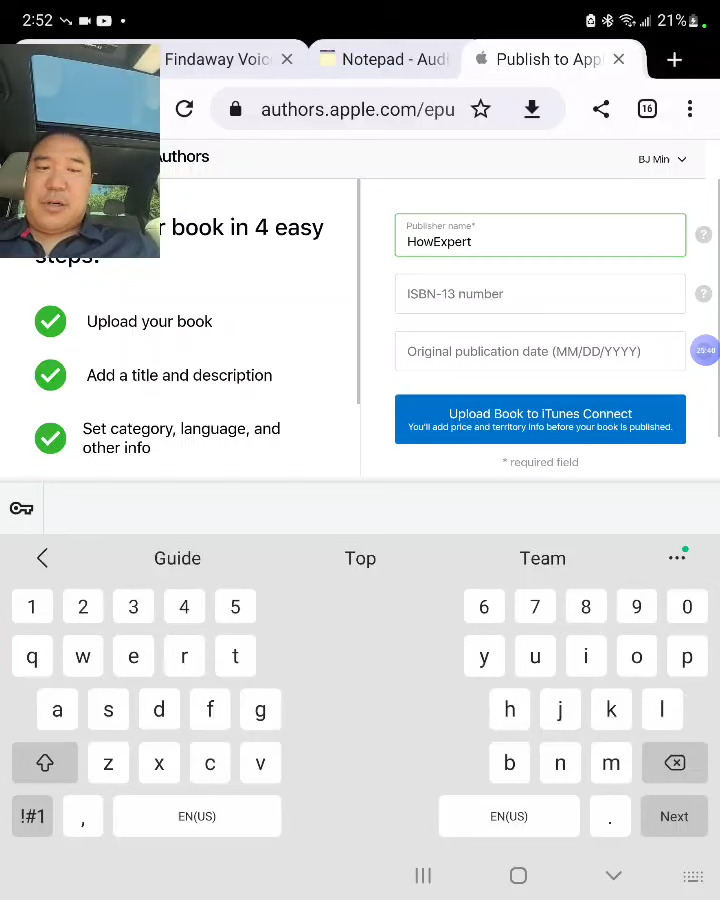 2:52
21%
Findaway Voic
Notepad - Audi
Publish to Appl
authors.apple.com/epu
16
Authors
BJ Min
r book in 4 easy
steps:
Upload your book
Add a title and description
Set category, language, and
other info
Publisher name*
HowExpert
?
ISBN-13 number
?
Original publication date (MM/DD/YYYY)
25:40
Upload Book to iTunes Connect
You'll add price and territory info before your book is published.
* required field
Guide Top Team
1 2 3 4 5 6 7 8 9 0
q w e r t y u i o p
a s d f g h j k l
z x c v b n m
!#1 , EN(US) EN(US) . Next